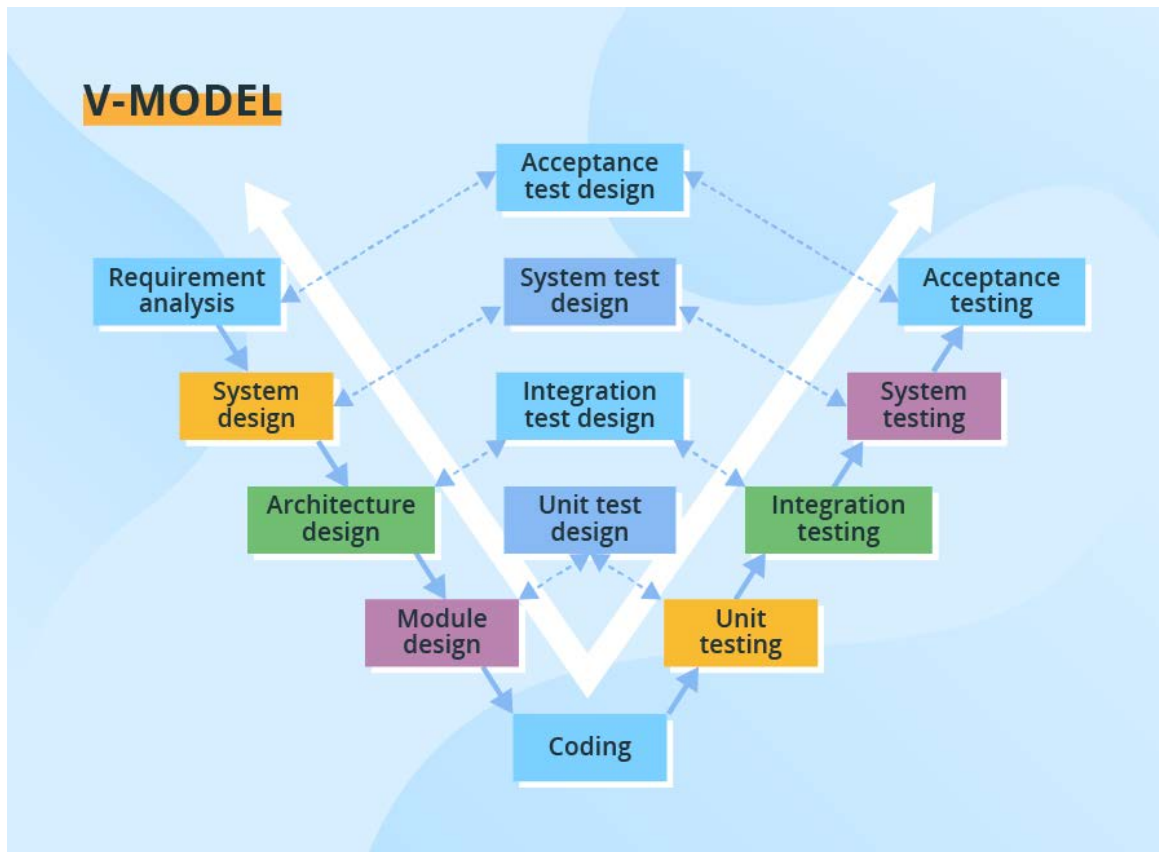 V-MODEL
Acceptance
test design
Requirement
analysis
System test
design
Acceptance
testing
System
design
Integration
test design
System
testing
Architecture
design
Unit test
design
Integration
testing
Module
design
Unit
testing
Coding